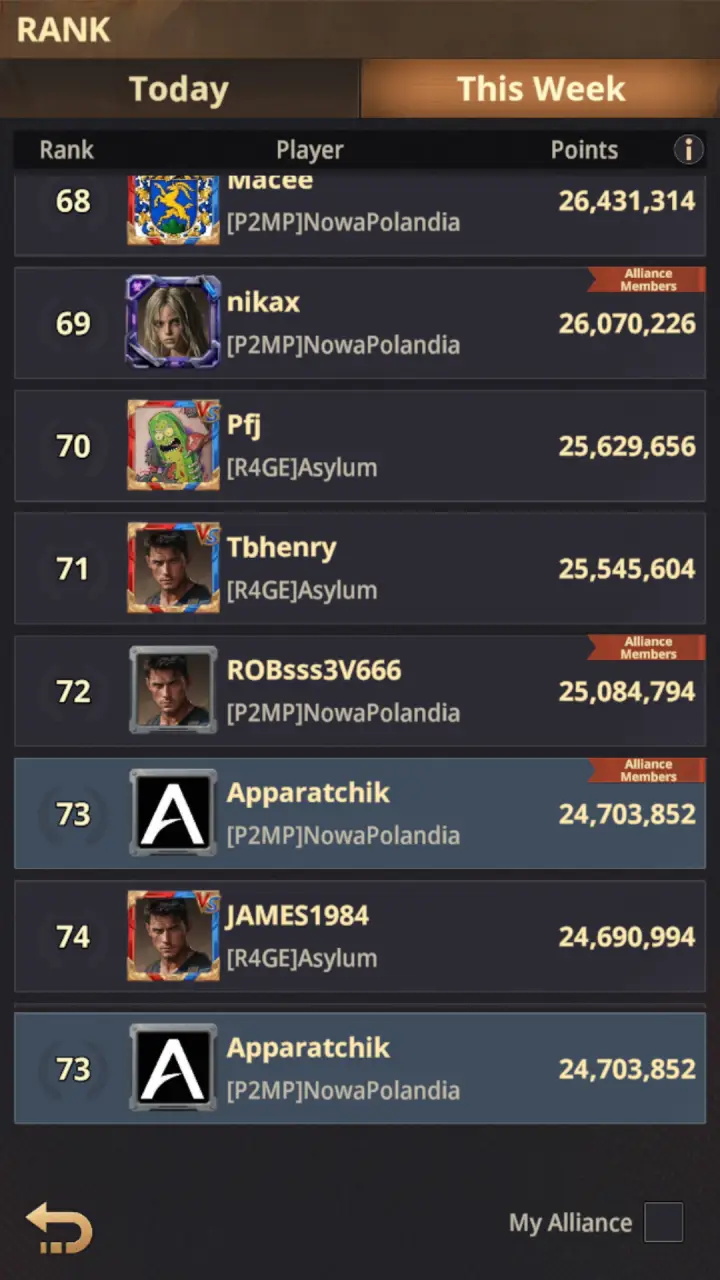 RANK
Today
This Week
Rank
Player
Points
68
Macee
[P2MP]NowaPolandia
26,431,314
Alliance
Members
69
nikax
[P2MP]NowaPolandia
26,070,226
70
Pfj
[R4GE]Asylum
25,629,656
71
Tbhenry
[R4GE]Asylum
25,545,604
Alliance
Members
72
ROBsss3V666
[P2MP]NowaPolandia
25,084,794
Alliance
Members
73
Apparatchik
[P2MP]NowaPolandia
24,703,852
74
JAMES1984
[R4GE]Asylum
24,690,994
73
Apparatchik
[P2MP]NowaPolandia
24,703,852
My Alliance